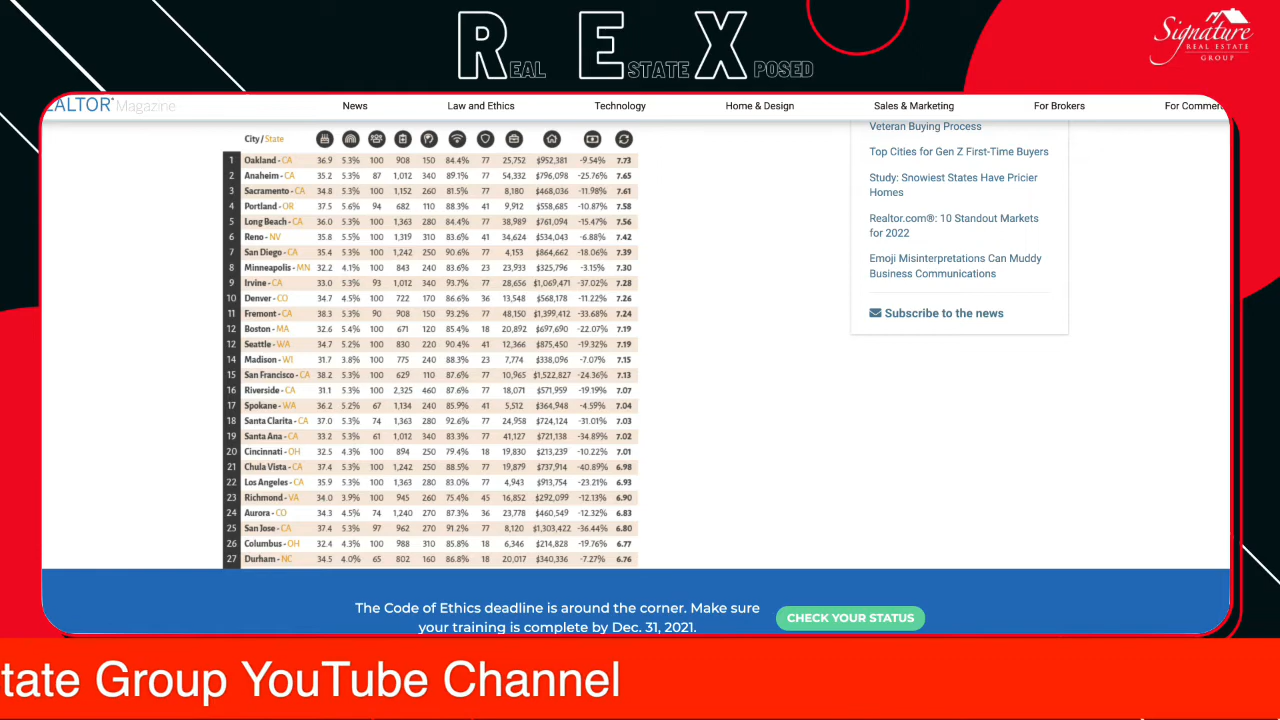 REAL ESTATE XPOSED
Signature
REAL ESTATE
GROUP
EALTOR® Magazine
News Law and Ethics Technology Home & Design Sales & Marketing For Brokers For Commer
City / State
1 Oakland - CA 36.9 5.3% 100 908 150 84.4% 77 25,752 $952,381 -9.54% 7.73
2 Anaheim - CA 35.2 5.3% 87 1,012 340 89.1% 77 54,332 $796,098 -25.76% 7.65
3 Sacramento - CA 34.8 5.3% 100 1,152 260 81.5% 77 8,180 $468,036 -11.98% 7.61
4 Portland - OR 37.5 5.6% 94 682 110 88.3% 41 9,912 $558,685 -10.87% 7.58
5 Long Beach - CA 36.0 5.3% 100 1,363 280 84.4% 77 38,989 $761,094 -15.47% 7.56
6 Reno - NV 35.8 5.5% 100 1,319 310 83.6% 41 34,624 $534,043 -6.88% 7.42
7 San Diego - CA 35.4 5.3% 100 1,242 250 90.6% 77 4,153 $864,662 -18.06% 7.39
8 Minneapolis - MN 32.2 4.1% 100 843 240 83.6% 23 23,933 $325,796 -3.15% 7.30
9 Irvine - CA 33.0 5.3% 93 1,012 340 93.7% 77 28,656 $1,069,471 -37.02% 7.28
10 Denver - CO 34.7 4.5% 100 722 170 86.6% 36 13,548 $568,178 -11.22% 7.26
11 Fremont - CA 38.3 5.3% 90 908 150 93.2% 77 48,150 $1,399,412 -33.68% 7.24
12 Boston - MA 32.6 5.4% 100 671 120 85.4% 18 20,892 $697,690 -22.07% 7.19
12 Seattle - WA 34.7 5.2% 100 830 220 90.4% 41 12,366 $875,450 -19.32% 7.19
14 Madison - WI 31.7 3.8% 100 775 240 88.3% 23 7,774 $338,096 -7.07% 7.15
15 San Francisco - CA 38.2 5.3% 100 629 110 87.6% 77 10,965 $1,522,827 -24.36% 7.13
16 Riverside - CA 31.1 5.3% 100 2,325 460 87.6% 77 18,071 $571,959 -19.19% 7.07
17 Spokane - WA 36.2 5.2% 67 1,134 240 85.9% 41 5,512 $364,948 -4.59% 7.04
18 Santa Clarita - CA 37.0 5.3% 74 1,363 280 92.6% 77 24,958 $724,124 -31.01% 7.03
19 Santa Ana - CA 33.2 5.3% 61 1,012 340 83.3% 77 41,127 $721,138 -34.89% 7.02
20 Cincinnati - OH 32.5 4.3% 100 894 250 79.4% 18 19,830 $213,239 -10.22% 7.01
21 Chula Vista - CA 37.4 5.3% 100 1,242 250 88.5% 77 19,879 $737,914 -40.89% 6.98
22 Los Angeles - CA 35.9 5.3% 100 1,363 280 83.0% 77 4,943 $913,754 -23.21% 6.93
23 Richmond - VA 34.0 3.9% 100 945 260 75.4% 45 16,852 $292,099 -12.13% 6.90
24 Aurora - CO 34.3 4.5% 74 1,240 270 87.3% 36 23,778 $460,549 -12.32% 6.83
25 San Jose - CA 37.4 5.3% 97 962 270 91.2% 77 8,120 $1,303,422 -36.44% 6.80
26 Columbus - OH 32.4 4.3% 100 988 310 85.8% 18 6,346 $214,828 -19.76% 6.77
27 Durham - NC 34.5 4.0% 65 802 160 86.8% 18 20,017 $340,336 -7.27% 6.76
Veteran Buying Process
Top Cities for Gen Z First-Time Buyers
Study: Snowiest States Have Pricier
Homes
Realtor.com®: 10 Standout Markets
for 2022
Emoji Misinterpretations Can Muddy
Business Communications
Subscribe to the news
The Code of Ethics deadline is around the corner. Make sure
your training is complete by Dec. 31, 2021.
CHECK YOUR STATUS
tate Group YouTube Channel